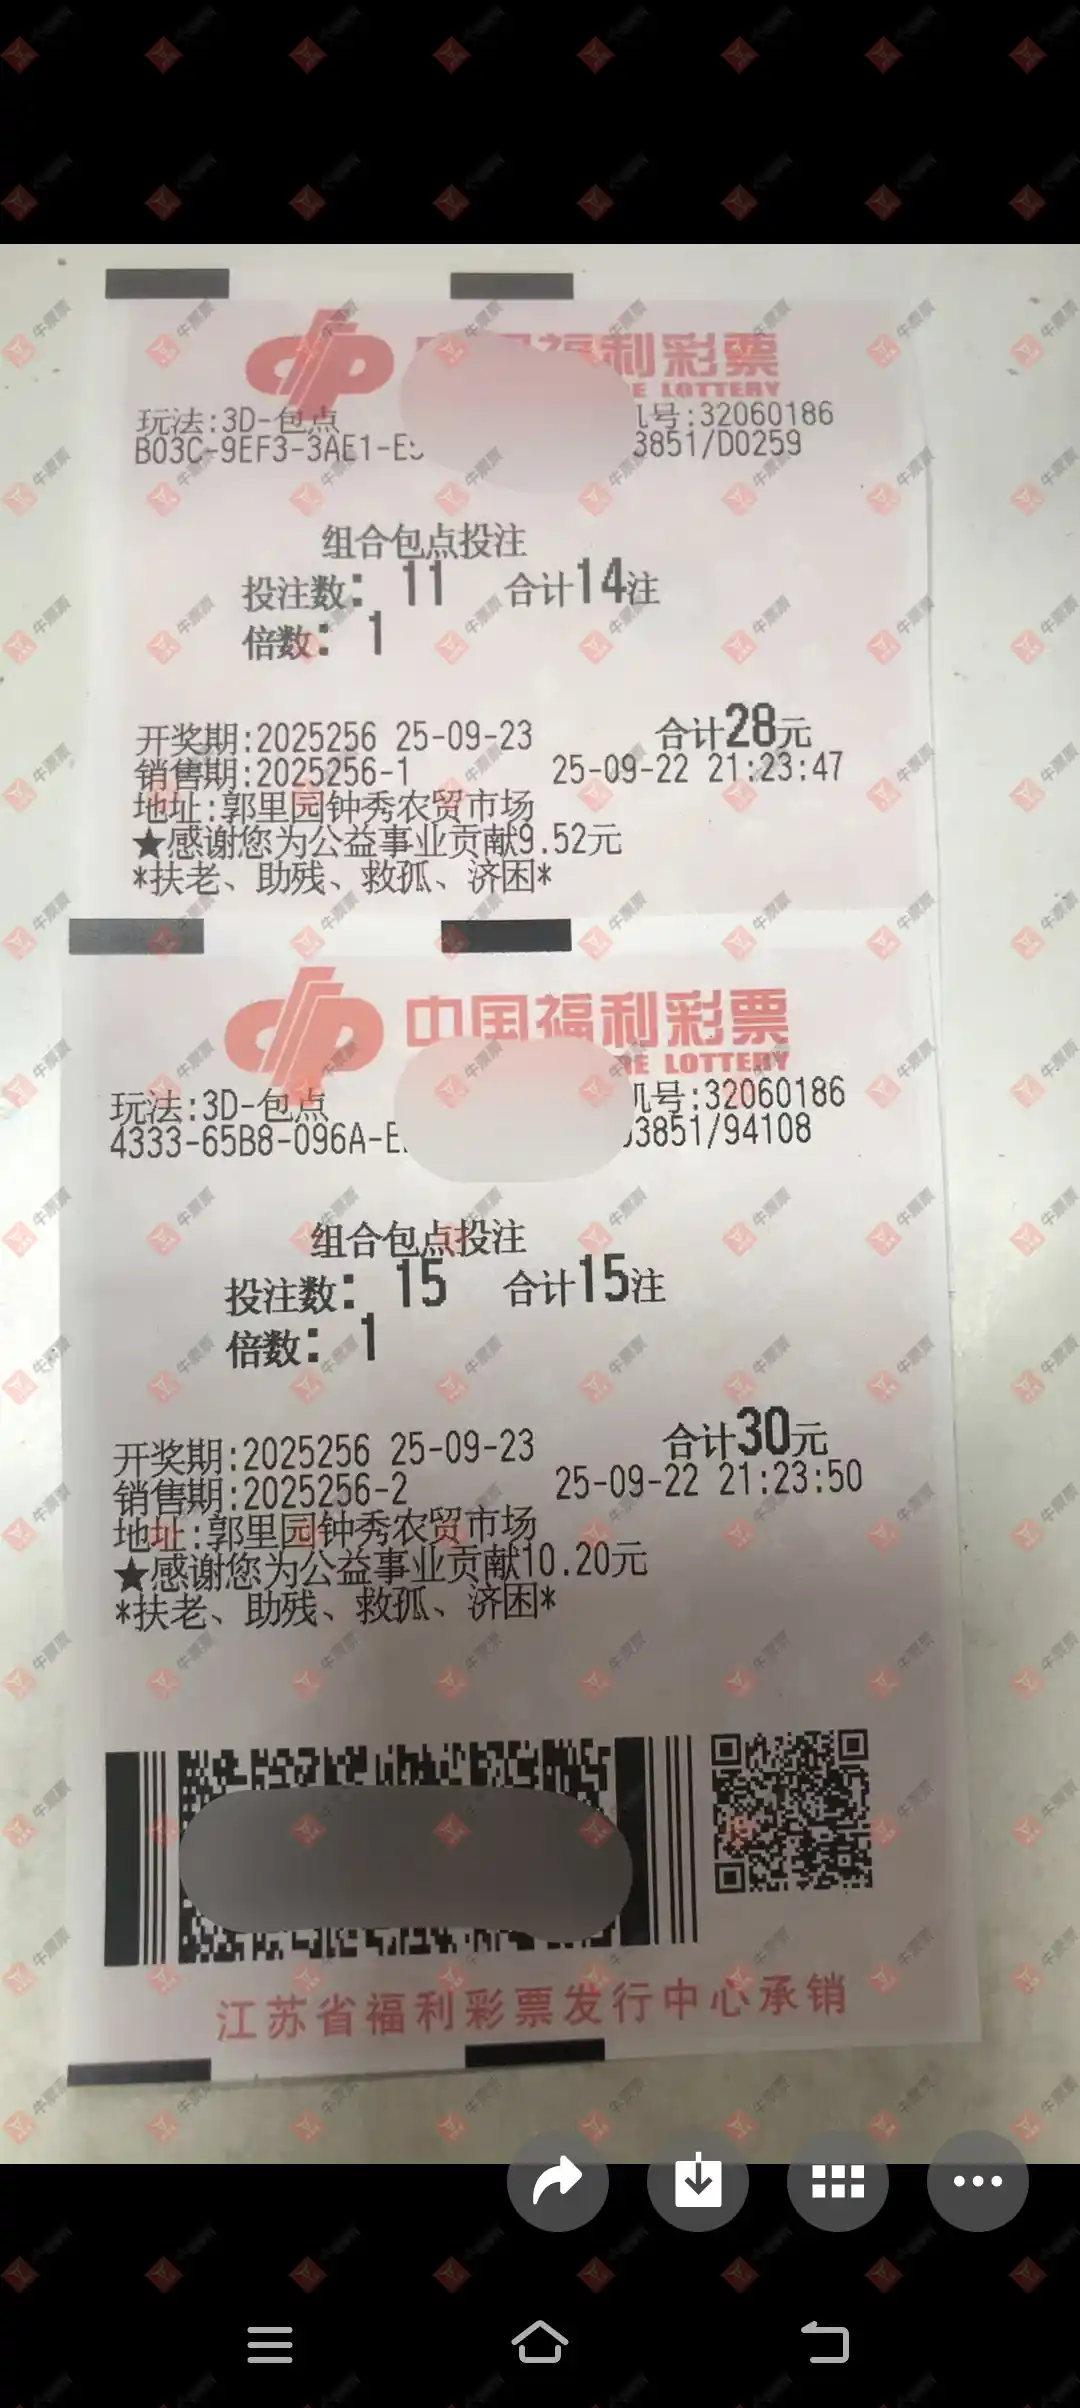 中国福利彩票
LOTTERY
玩法:3D-包点
机号:32060186
B03C-9EF3-3AE1-E
3851/D0259
组合包点投注
投注数: 11 合计14注
倍数: 1
开奖期:2025256 25-09-23 合计28元
销售期:2025256-1 25-09-22 21:23:47
地址:郭里园钟秀农贸市场
★感谢您为公益事业贡献9.52元
*扶老、助残、救孤、济困*
中国福利彩票
LOTTERY
玩法:3D-包点
机号:32060186
4333-65B8-096A-E
3851/94108
组合包点投注
投注数: 15 合计15注
倍数: 1
开奖期:2025256 25-09-23 合计30元
销售期:2025256-2 25-09-22 21:23:50
地址:郭里园钟秀农贸市场
★感谢您为公益事业贡献10.20元
*扶老、助残、救孤、济困*
江苏省福利彩票发行中心承销
牛票票